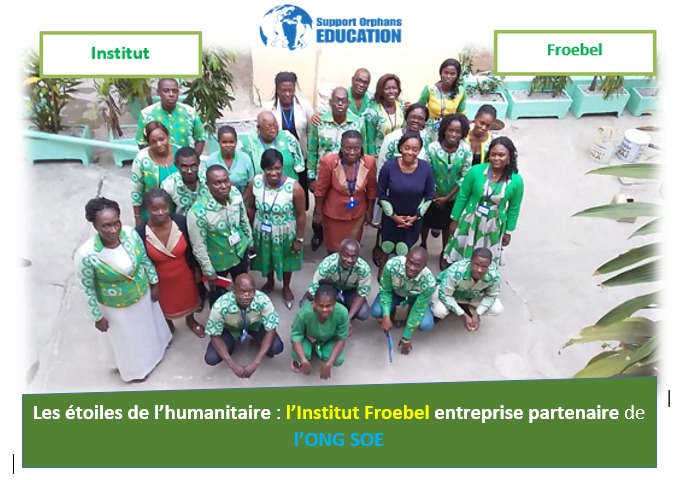 Support Orphans
EDUCATION
Institut
Froebel
Les étoiles de l’humanitaire : l’Institut Froebel entreprise partenaire de
l’ONG SOE